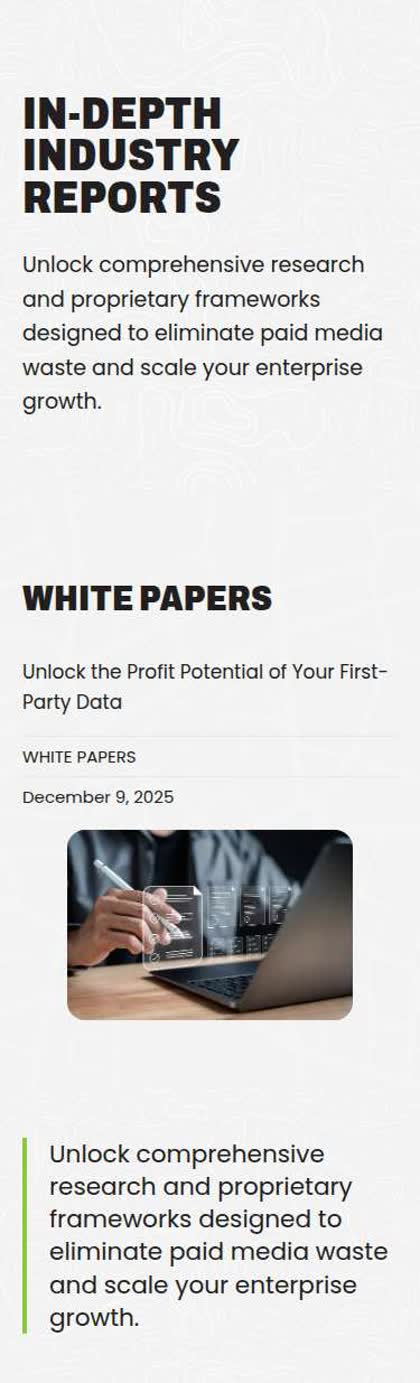 IN-DEPTH
INDUSTRY
REPORTS
Unlock comprehensive research
and proprietary frameworks
designed to eliminate paid media
waste and scale your enterprise
growth.
WHITE PAPERS
Unlock the Profit Potential of Your First-
Party Data
WHITE PAPERS
December 9, 2025
Unlock comprehensive
research and proprietary
frameworks designed to
eliminate paid media waste
and scale your enterprise
growth.